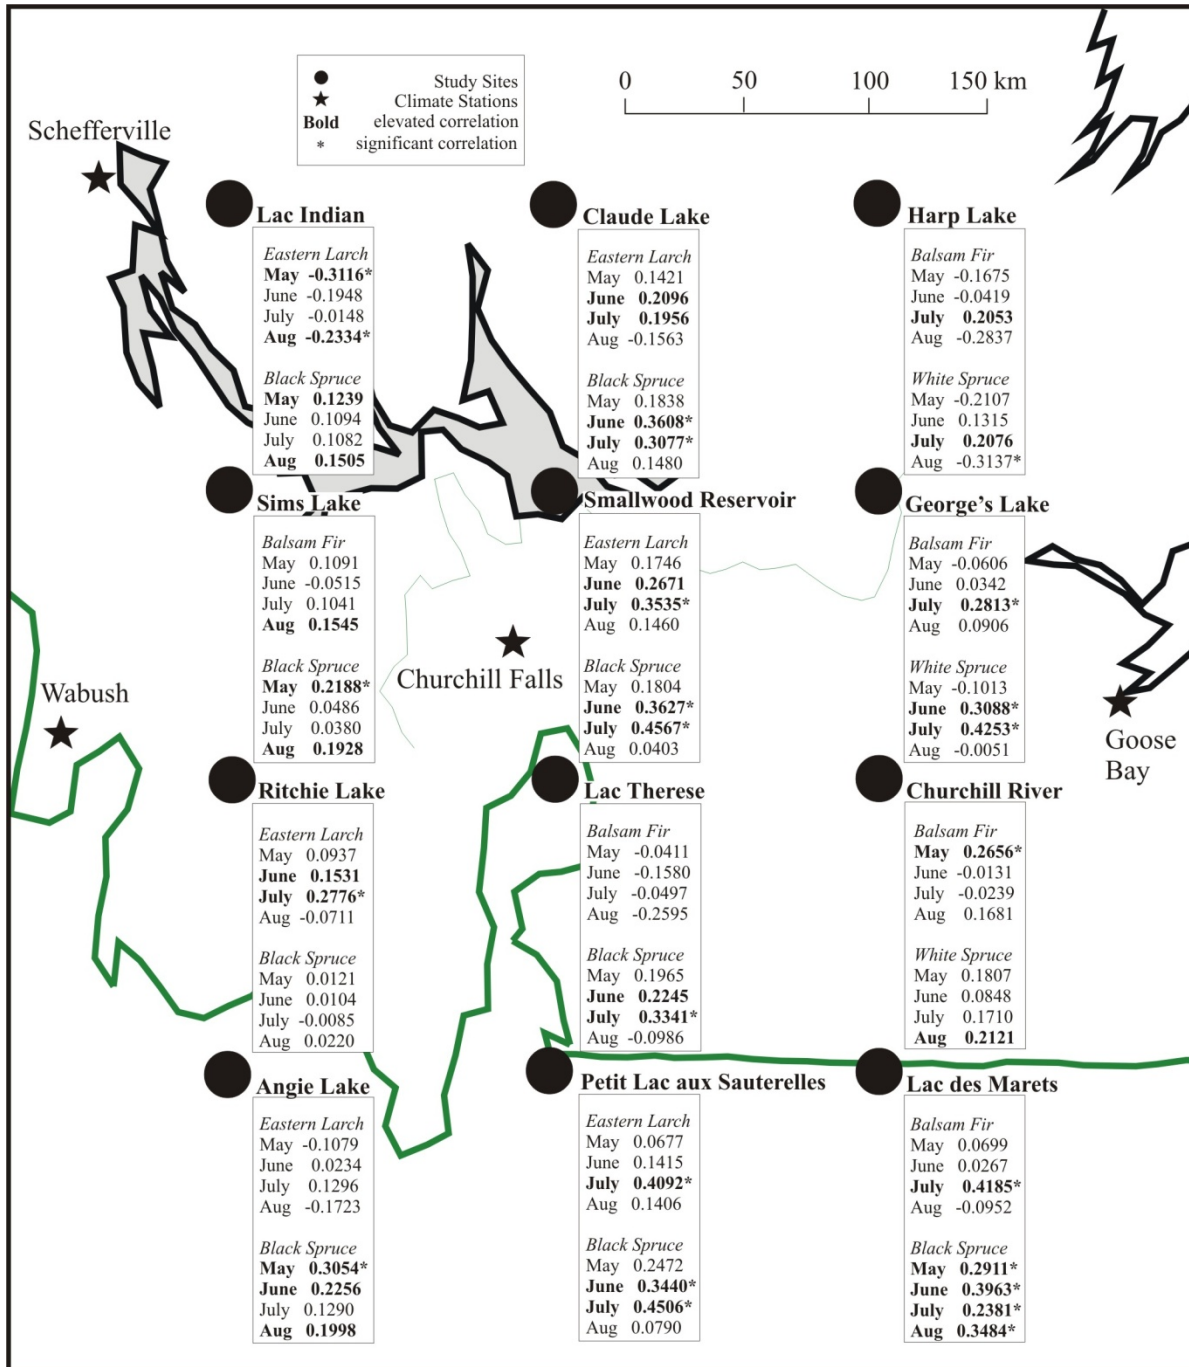 ● Study Sites
★ Climate Stations
Bold elevated correlation
* significant correlation
0 50 100 150 km
Schefferville
Lac Indian
Eastern Larch
May -0.3116*
June -0.1948
July -0.0148
Aug -0.2334*
Black Spruce
May 0.1239
June 0.1094
July 0.1082
Aug 0.1505
Claude Lake
Eastern Larch
May 0.1421
June 0.2096
July 0.1956
Aug -0.1563
Black Spruce
May 0.1838
June 0.3608*
July 0.3077*
Aug 0.1480
Harp Lake
Balsam Fir
May -0.1675
June -0.0419
July 0.2053
Aug -0.2837
White Spruce
May -0.2107
June 0.1315
July 0.2076
Aug -0.3137*
Sims Lake
Balsam Fir
May 0.1091
June -0.0515
July 0.1041
Aug 0.1545
Black Spruce
May 0.2188*
June 0.0486
July 0.0380
Aug 0.1928
Smallwood Reservoir
Eastern Larch
May 0.1746
June 0.2671
July 0.3535*
Aug 0.1460
Black Spruce
May 0.1804
June 0.3627*
July 0.4567*
Aug 0.0403
George's Lake
Balsam Fir
May -0.0606
June 0.0342
July 0.2813*
Aug 0.0906
White Spruce
May -0.1013
June 0.3088*
July 0.4253*
Aug -0.0051
Wabush
Churchill Falls
Goose
Bay
Ritchie Lake
Eastern Larch
May 0.0937
June 0.1531
July 0.2776*
Aug -0.0711
Black Spruce
May 0.0121
June 0.0104
July -0.0085
Aug 0.0220
Lac Therese
Balsam Fir
May -0.0411
June -0.1580
July -0.0497
Aug -0.2595
Black Spruce
May 0.1965
June 0.2245
July 0.3341*
Aug -0.0986
Churchill River
Balsam Fir
May 0.2656*
June -0.0131
July -0.0239
Aug 0.1681
White Spruce
May 0.1807
June 0.0848
July 0.1710
Aug 0.2121
Angie Lake
Eastern Larch
May -0.1079
June 0.0234
July 0.1296
Aug -0.1723
Black Spruce
May 0.3054*
June 0.2256
July 0.1290
Aug 0.1998
Petit Lac aux Sauterelles
Eastern Larch
May 0.0677
June 0.1415
July 0.4092*
Aug 0.1406
Black Spruce
May 0.2472
June 0.3440*
July 0.4506*
Aug 0.0790
Lac des Marets
Balsam Fir
May 0.0699
June 0.0267
July 0.4185*
Aug -0.0952
Black Spruce
May 0.2911*
June 0.3963*
July 0.2381*
Aug 0.3484*